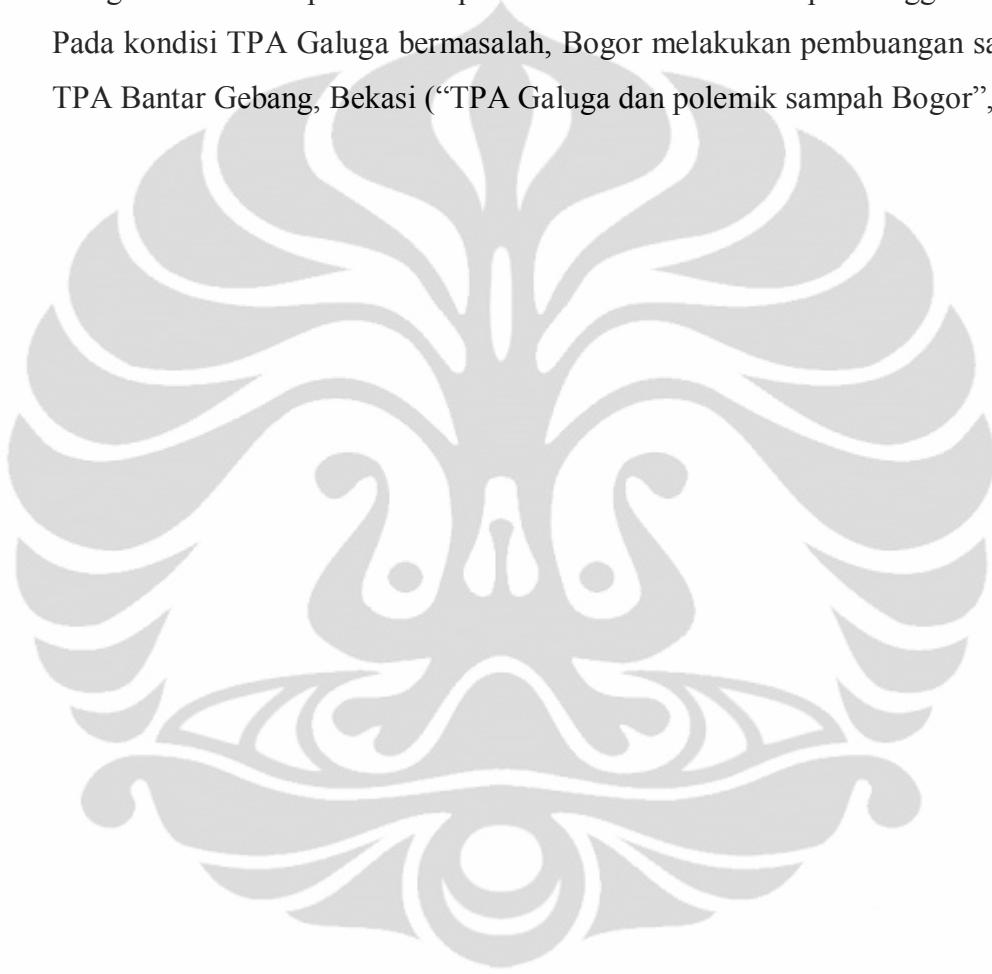 Pada kondisi TPA Galuga bermasalah, Bogor melakukan pembuangan sa
TPA Bantar Gebang, Bekasi (“TPA Galuga dan polemik sampah Bogor”,